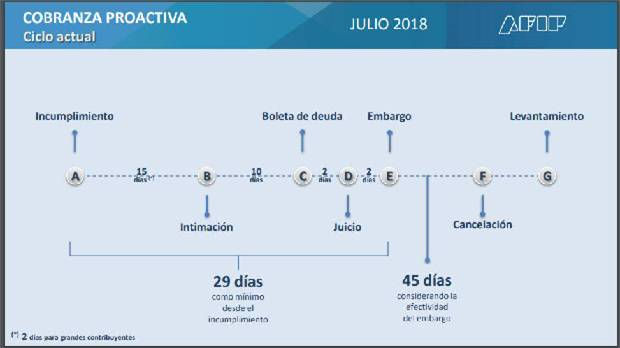 COBRANZA PROACTIVA
Ciclo actual
JULIO 2018
AFIP
Incumplimiento
Boleta de deuda
Embargo
Levantamiento
15
días(*)
10
días
2
días
2
días
A
B
C
D
E
F
G
Intimación
Juicio
Cancelación
29 días
como mínimo
desde el
incumplimiento
45 días
considerando la
efectividad
del embargo
(*) 2 días para grandes contribuyentes